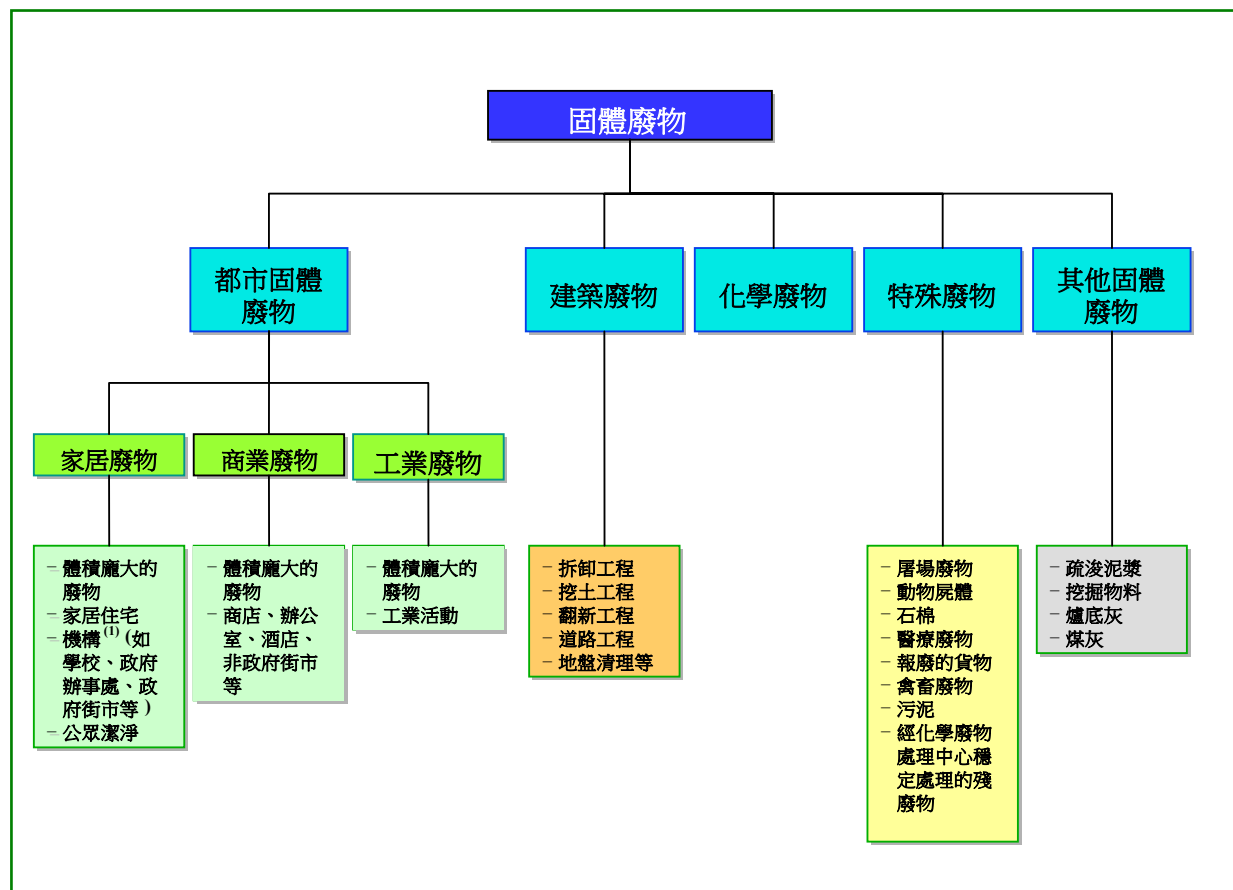 固體廢物
都市固體
廢物
建築廢物
化學廢物
特殊廢物
其他固體
廢物
家居廢物
商業廢物
工業廢物
– 體積龐大的
廢物
– 家居住宅
– 機構(1) (如
學校、政府
辦事處、政
府街市等)
– 公眾潔淨
– 體積龐大的
廢物
– 商店、辦公
室、酒店、
非政府街市
等
– 體積龐大的
廢物
– 工業活動
– 拆卸工程
– 挖土工程
– 翻新工程
– 道路工程
– 地盤清理等
– 屠場廢物
– 動物屍體
– 石棉
– 醫療廢物
– 報廢的貨物
– 禽畜廢物
– 污泥
– 經化學廢物
處理中心穩
定處理的殘
廢物
– 疏浚泥漿
– 挖掘物料
– 爐底灰
– 煤灰